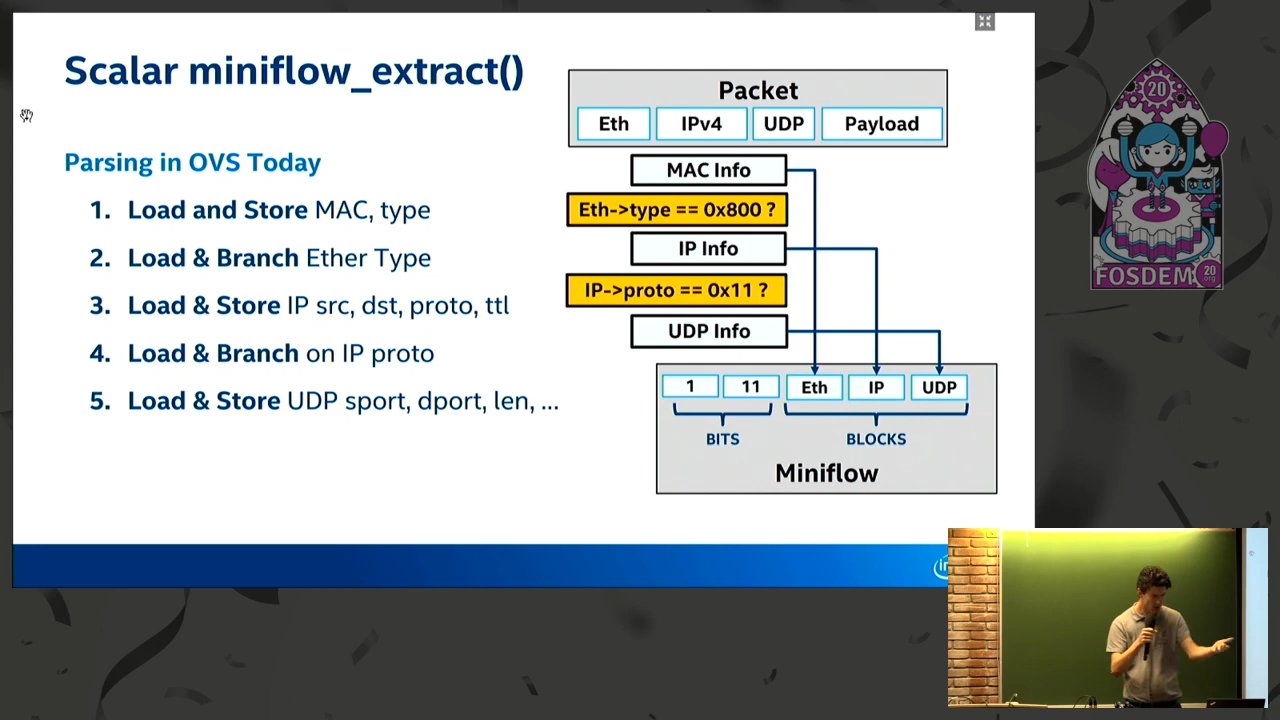 Scalar miniflow_extract()
Parsing in OVS Today
1. Load and Store MAC, type
2. Load & Branch Ether Type
3. Load & Store IP src, dst, proto, ttl
4. Load & Branch on IP proto
5. Load & Store UDP sport, dport, len, ...
Packet
Eth IPv4 UDP Payload
MAC Info
Eth->type == 0x800 ?
IP Info
IP->proto == 0x11 ?
UDP Info
1 11 Eth IP UDP
BITS BLOCKS
Miniflow
20
FOSDEM 20
.org